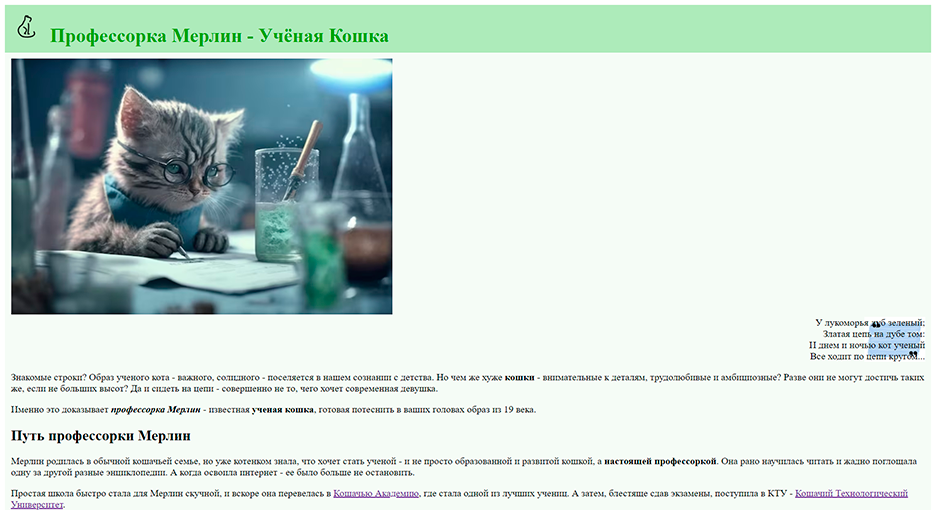 Профессорка Мерлин - Учёная Кошка
У лукоморья дуб зеленый;
Златая цепь на дубе том:
И днем и ночью кот ученый
Все ходит по цепи кругом...
Знакомые строки? Образ ученого кота - важного, солидного - поселяется в нашем сознании с детства. Но чем же хуже кошки - внимательные к деталям, трудолюбивые и амбициозные? Разве они не могут достичь таких
же, если не больших высот? Да и сидеть на цепи - совершенно не то, чего хочет современная девушка.
Именно это доказывает профессорка Мерлин - известная ученая кошка, готовая потеснить в ваших головах образ из 19 века.
Путь профессорки Мерлин
Мерлин родилась в обычной кошачьей семье, но уже котенком знала, что хочет стать ученой - и не просто образованной и развитой кошкой, а настоящей профессоркой. Она рано научилась читать и жадно поглощала
одну за другой разные энциклопедии. А когда освоила интернет - ее было больше не остановить.
Простая школа быстро стала для Мерлин скучной, и вскоре она перевелась в Кошачью Академию, где стала одной из лучших учениц. А затем, блестяще сдав экзамены, поступила в КТУ - Кошачий Технологический
Университет.